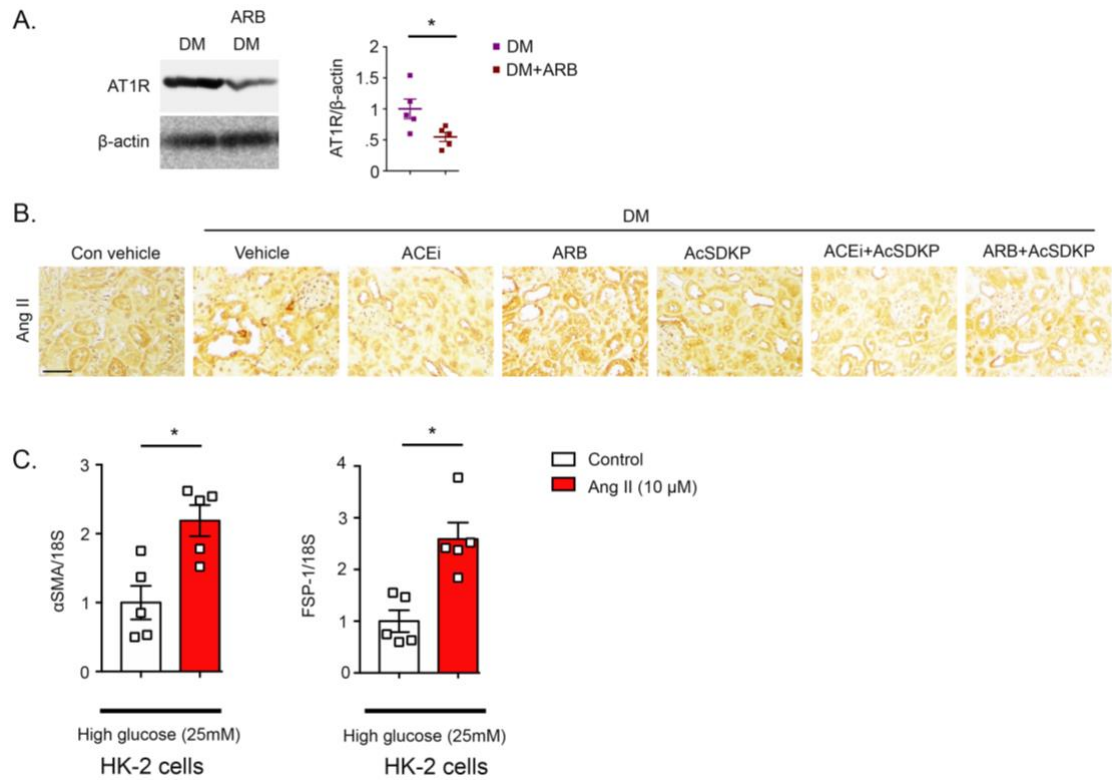 A.
ARB
DM DM
AT1R
β-actin
*
AT1R/β-actin
2
1.5
1
.5
0
DM
DM+ARB
B.
DM
Con vehicle Vehicle ACEi ARB AcSDKP ACEi+AcSDKP ARB+AcSDKP
Ang II
C.
*
αSMA/18S
3
2
1
0
High glucose (25mM)
HK-2 cells
*
FSP-1/18S
4
3
2
1
0
High glucose (25mM)
HK-2 cells
Control
Ang II (10 μM)